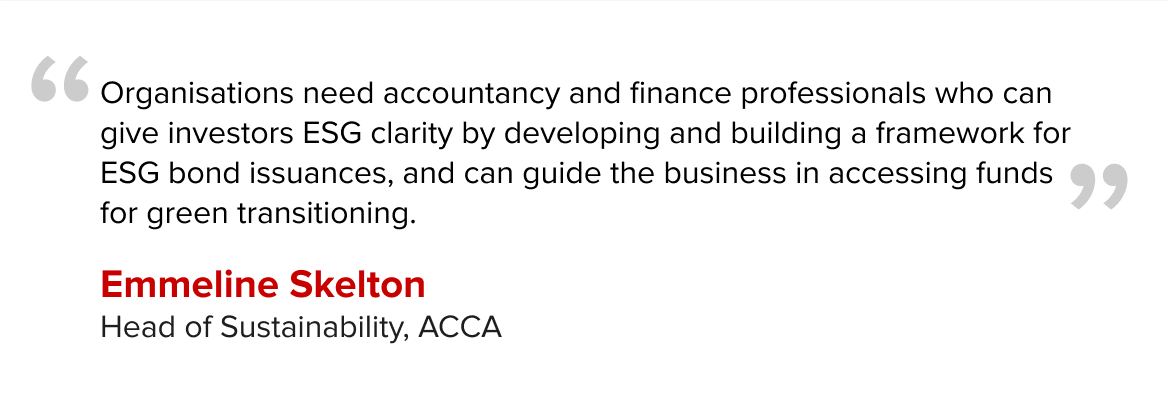 “Organisations need accountancy and finance professionals who can
give investors ESG clarity by developing and building a framework for
ESG bond issuances, and can guide the business in accessing funds
for green transitioning.”
Emmeline Skelton
Head of Sustainability, ACCA